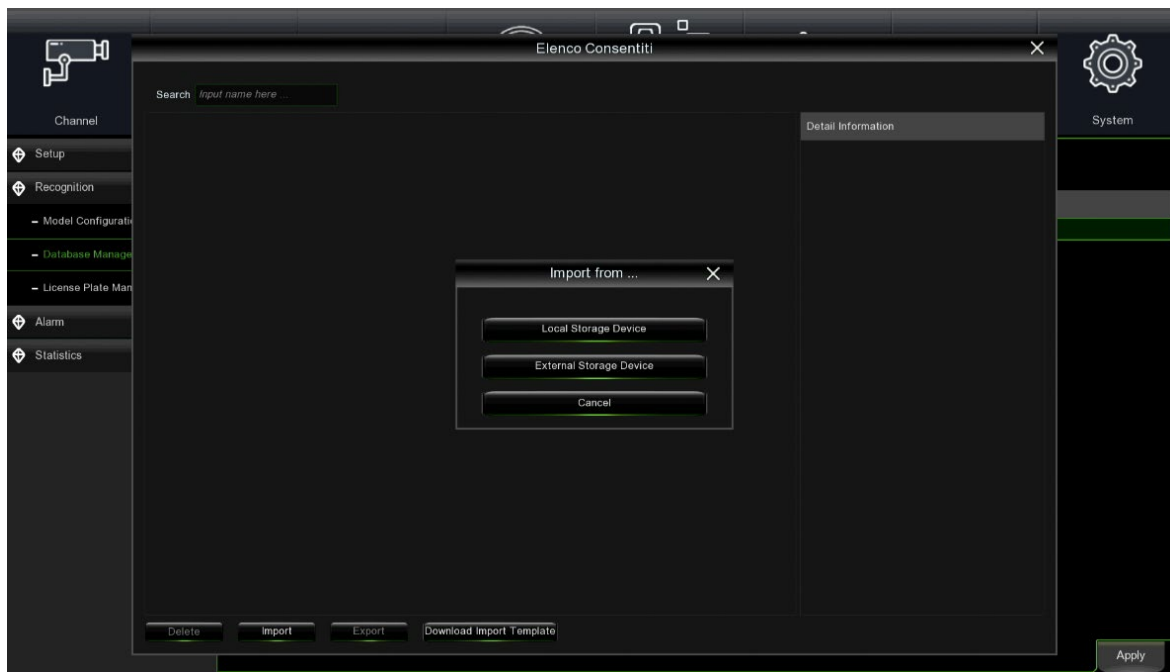 Elenco Consentiti
Channel
System
Search Input name here ...
Detail Information
Setup
Recognition
Model Configurati
Database Manage
License Plate Man
Alarm
Statistics
Import from ...
Local Storage Device
External Storage Device
Cancel
Delete Import Export Download Import Template
Apply